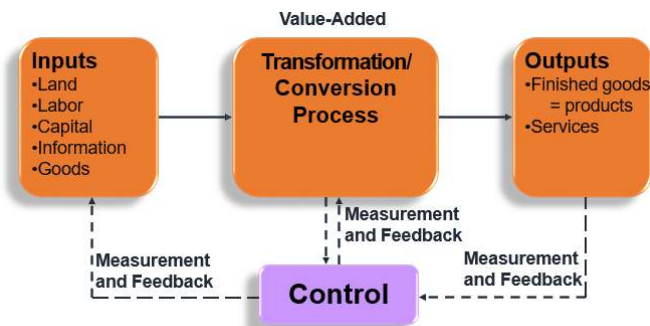 Value-Added
Inputs
•Land
•Labor
•Capital
•Information
•Goods
Transformation/
Conversion
Process
Outputs
•Finished goods
= products
•Services
Measurement
and Feedback
Measurement
and Feedback
Measurement
and Feedback
Control